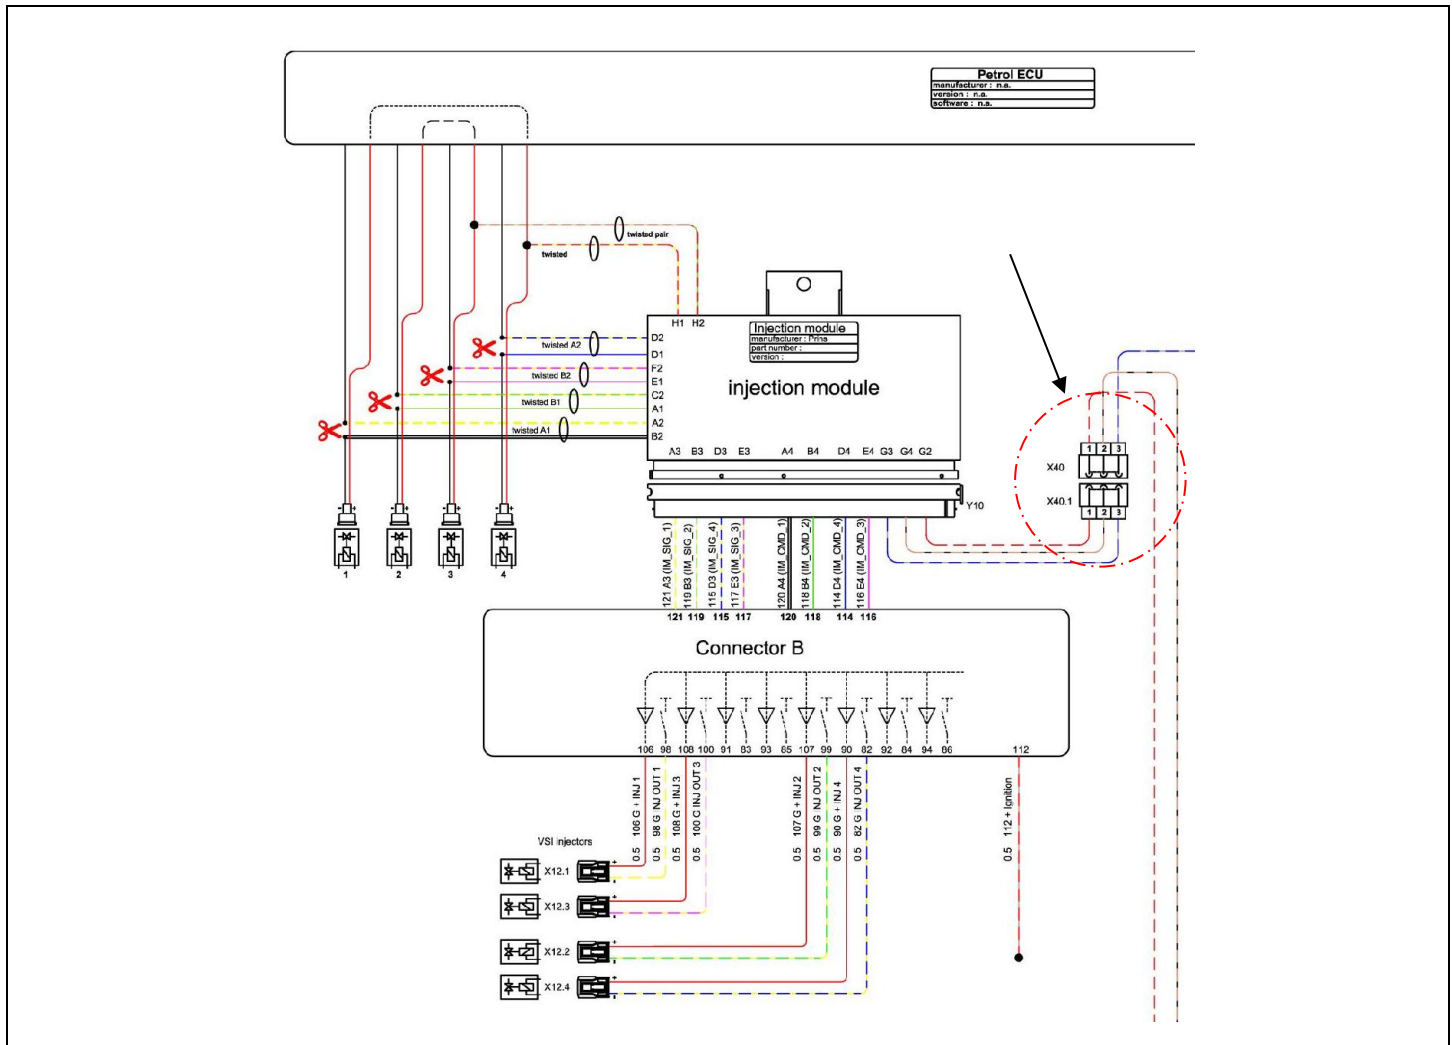 Petrol ECU
manufacturer : n.a.
version : n.a.
software : n.a.
twisted pair
twisted
H1 H2
Injection module
manufacturer : Prins
part number :
version :
injection module
D2
twisted A2
D1
F2
twisted B2
E1
C2
twisted B1
A1
A2
twisted A1
B2
A3 B3 D3 E3 A4 B4 D4 E4 G3 G4 G2
Y10
1 2 3
X40
X40.1
1 2 3
- + - + - + - +
1 2 3 4
121 A3 (IM_SIG_1)
119 B3 (IM_SIG_2)
115 D3 (IM_SIG_4)
117 E3 (IM_SIG_3)
120 A4 (IM_CMD_1)
118 B4 (IM_CMD_2)
114 D4 (IM_CMD_4)
116 E4 (IM_CMD_3)
121 119 115 117 120 118 114 116
Connector B
106 98 108 100 91 83 93 85 107 99 90 82 92 84 94 86 112
0.5 106 G + INJ 1
0.5 98 G INJ OUT 1
0.5 108 G + INJ 3
0.5 100 G INJ OUT 3
0.5 107 G + INJ 2
0.5 99 G INJ OUT 2
0.5 90 G + INJ 4
0.5 82 G INJ OUT 4
0.5 112 + Ignition
VSI injectors
X12.1
X12.3
X12.2
X12.4